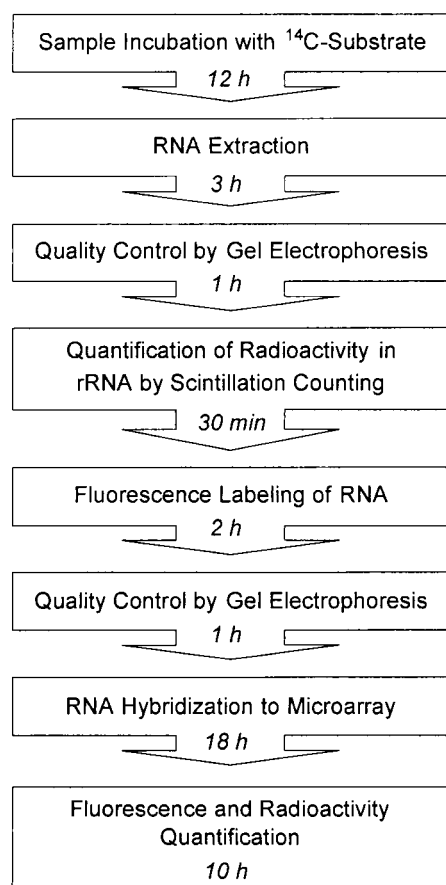 Sample Incubation with ¹⁴C-Substrate
12 h
RNA Extraction
3 h
Quality Control by Gel Electrophoresis
1 h
Quantification of Radioactivity in
rRNA by Scintillation Counting
30 min
Fluorescence Labeling of RNA
2 h
Quality Control by Gel Electrophoresis
1 h
RNA Hybridization to Microarray
18 h
Fluorescence and Radioactivity
Quantification
10 h